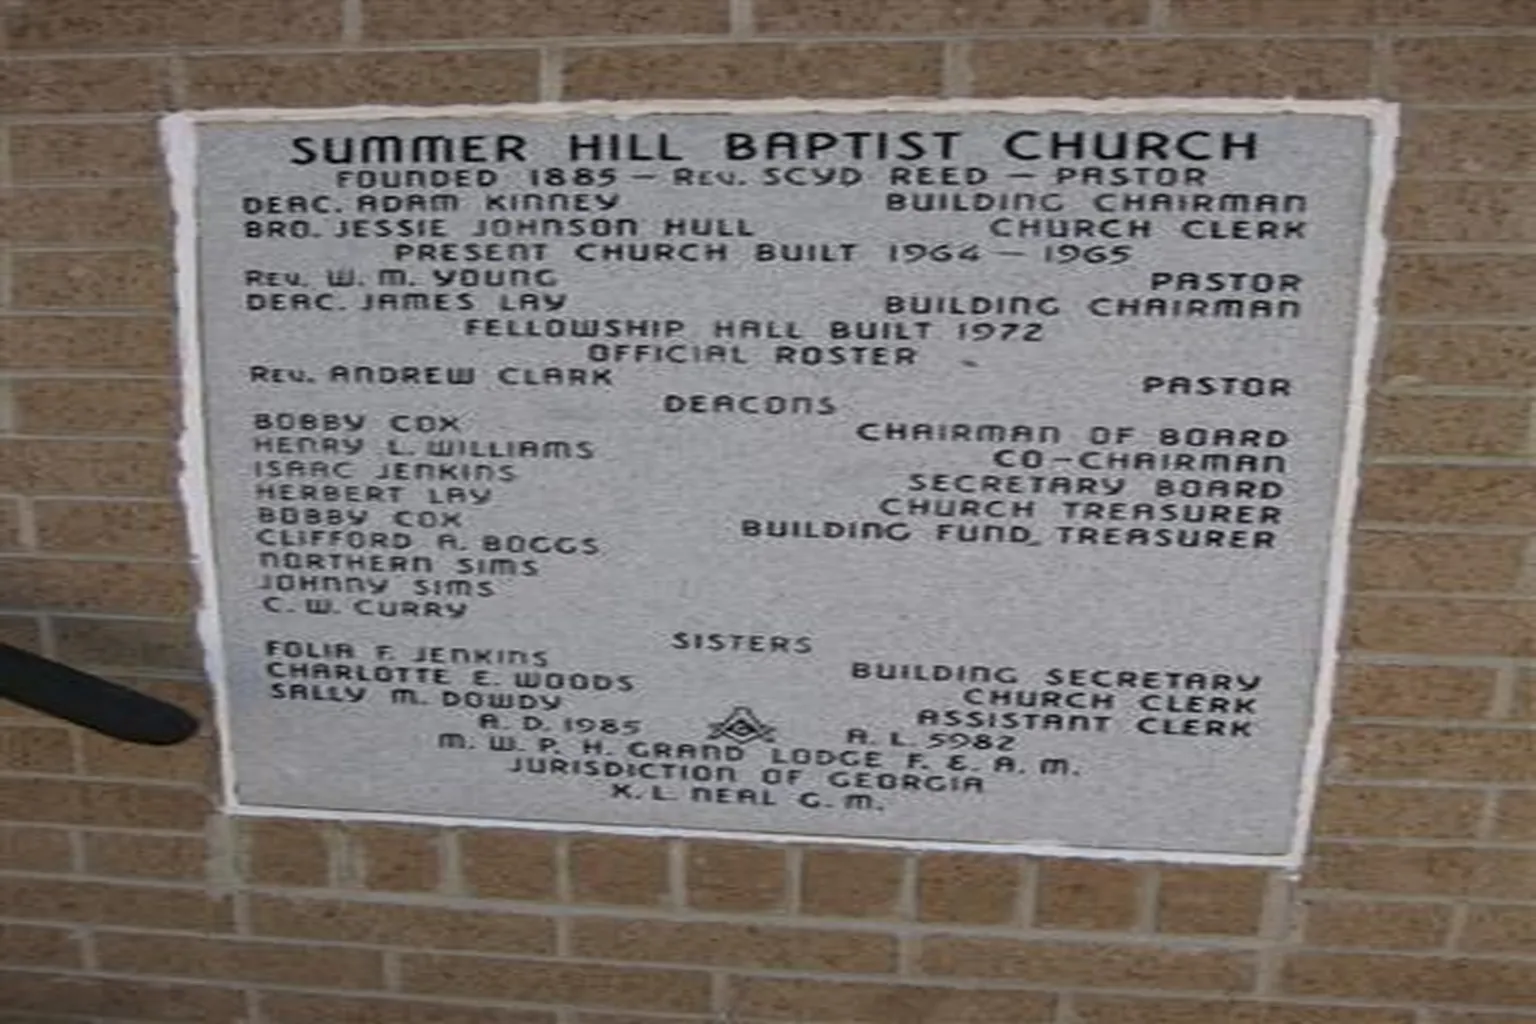 SUMMER HILL BAPTIST CHURCH
FOUNDED 1885 — REV. SCYD REED — PASTOR
DEAC. ADAM KINNEY BUILDING CHAIRMAN
BRO. JESSIE JOHNSON HULL CHURCH CLERK
PRESENT CHURCH BUILT 1964 — 1965
REV. W. M. YOUNG PASTOR
DEAC. JAMES LAY BUILDING CHAIRMAN
FELLOWSHIP HALL BUILT 1972
OFFICIAL ROSTER
REV. ANDREW CLARK PASTOR
DEACONS
BOBBY COX CHAIRMAN OF BOARD
HENRY L. WILLIAMS CO-CHAIRMAN
ISAAC JENKINS SECRETARY BOARD
HERBERT LAY CHURCH TREASURER
BOBBY COX BUILDING FUND TREASURER
CLIFFORD A. BOGGS
NORTHERN SIMS
JOHNNY SIMS
C. W. CURRY
SISTERS
FOLIA F. JENKINS BUILDING SECRETARY
CHARLOTTE E. WOODS CHURCH CLERK
SALLY M. DOWDY ASSISTANT CLERK
A. D. 1985 A. L. 5982
M. W. P. H. GRAND LODGE F. & A. M.
JURISDICTION OF GEORGIA
X. L. NEAL G. M.